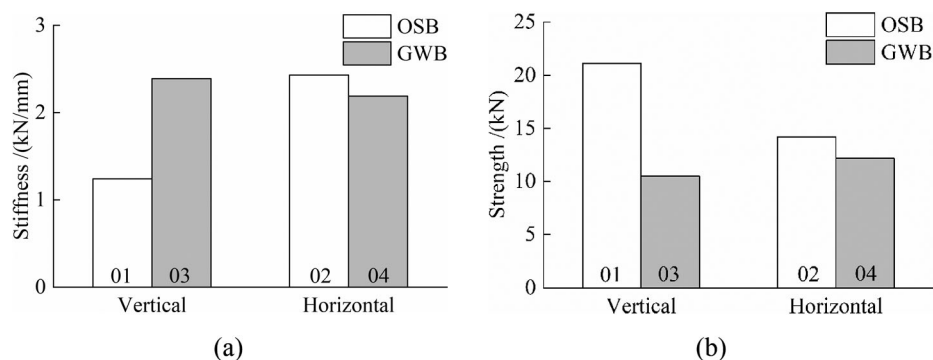 3
2
1
0
Stiffness /(kN/mm)
OSB
GWB
01
03
02
04
Vertical
Horizontal
(a)
25
20
15
10
5
0
Strength /(kN)
OSB
GWB
01
03
02
04
Vertical
Horizontal
(b)